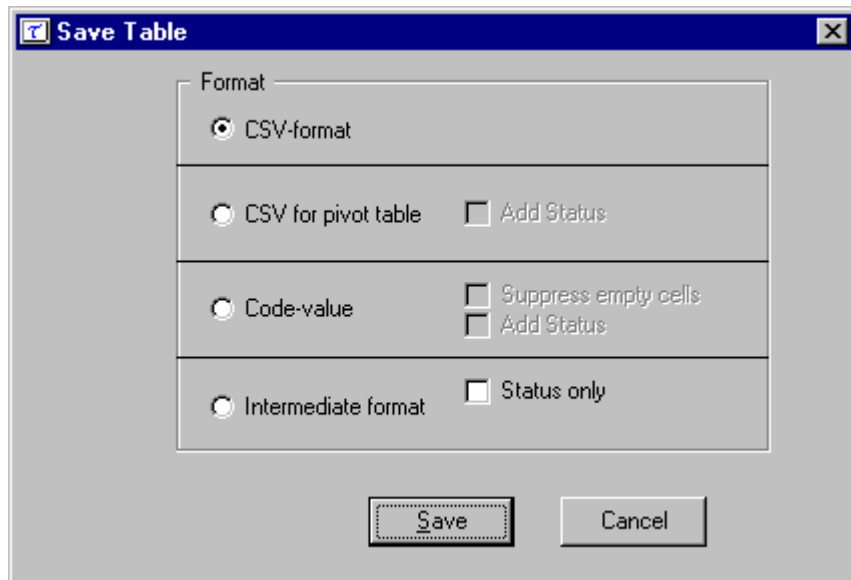 Save Table
Format
CSV-format
CSV for pivot table Add Status
Code-value Suppress empty cells
Add Status
Intermediate format Status only
Save Cancel